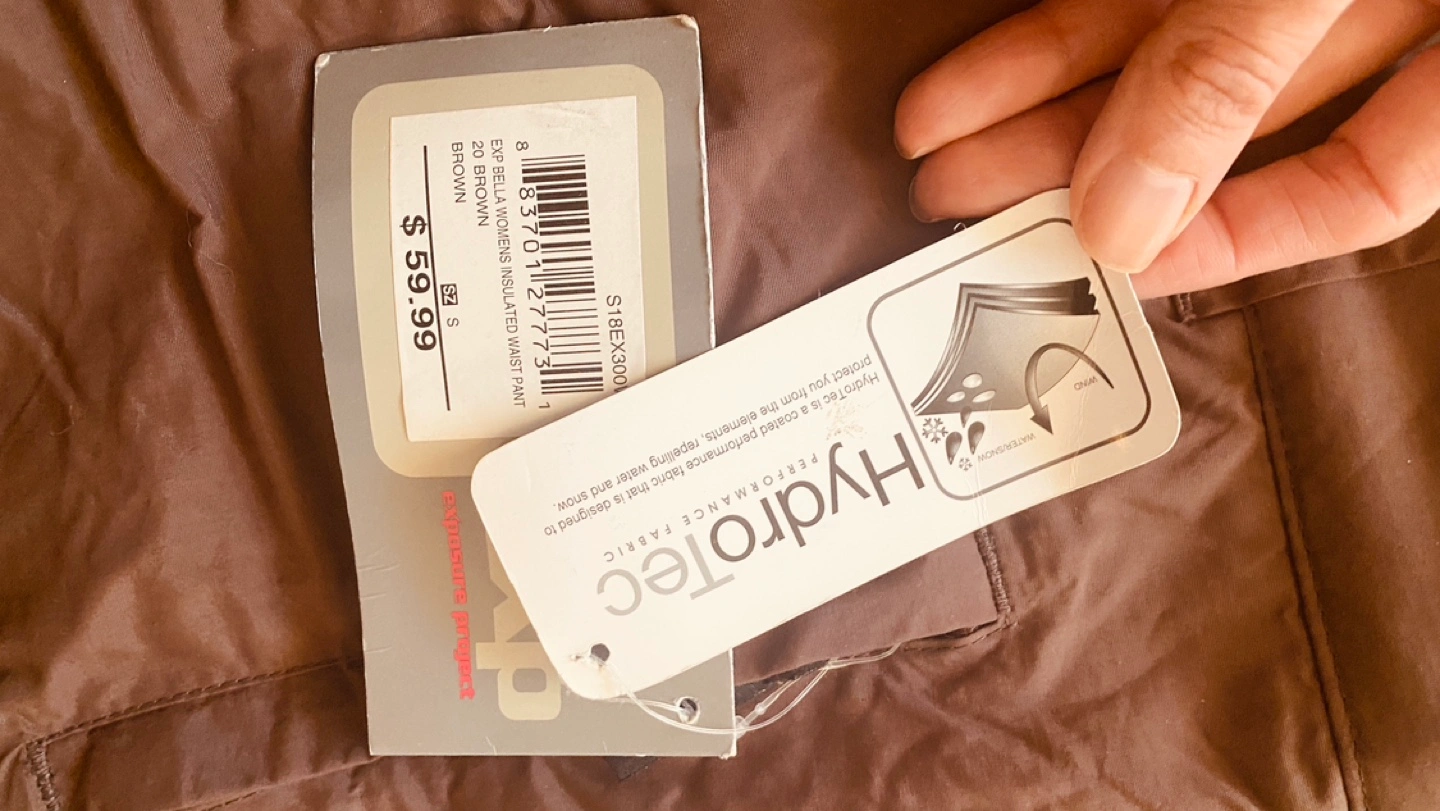 S18EX300
8 83701 27773 1
EXP BELLA WOMENS INSULATED WAIST PANT
20 BROWN
BROWN
SZ S
$ 59.99
exposure project
xp
WIND
WATER/SNOW
HydroTec
PERFORMANCE FABRIC
HydroTec is a coated performance fabric that is designed to
protect you from the elements, repelling water and snow.